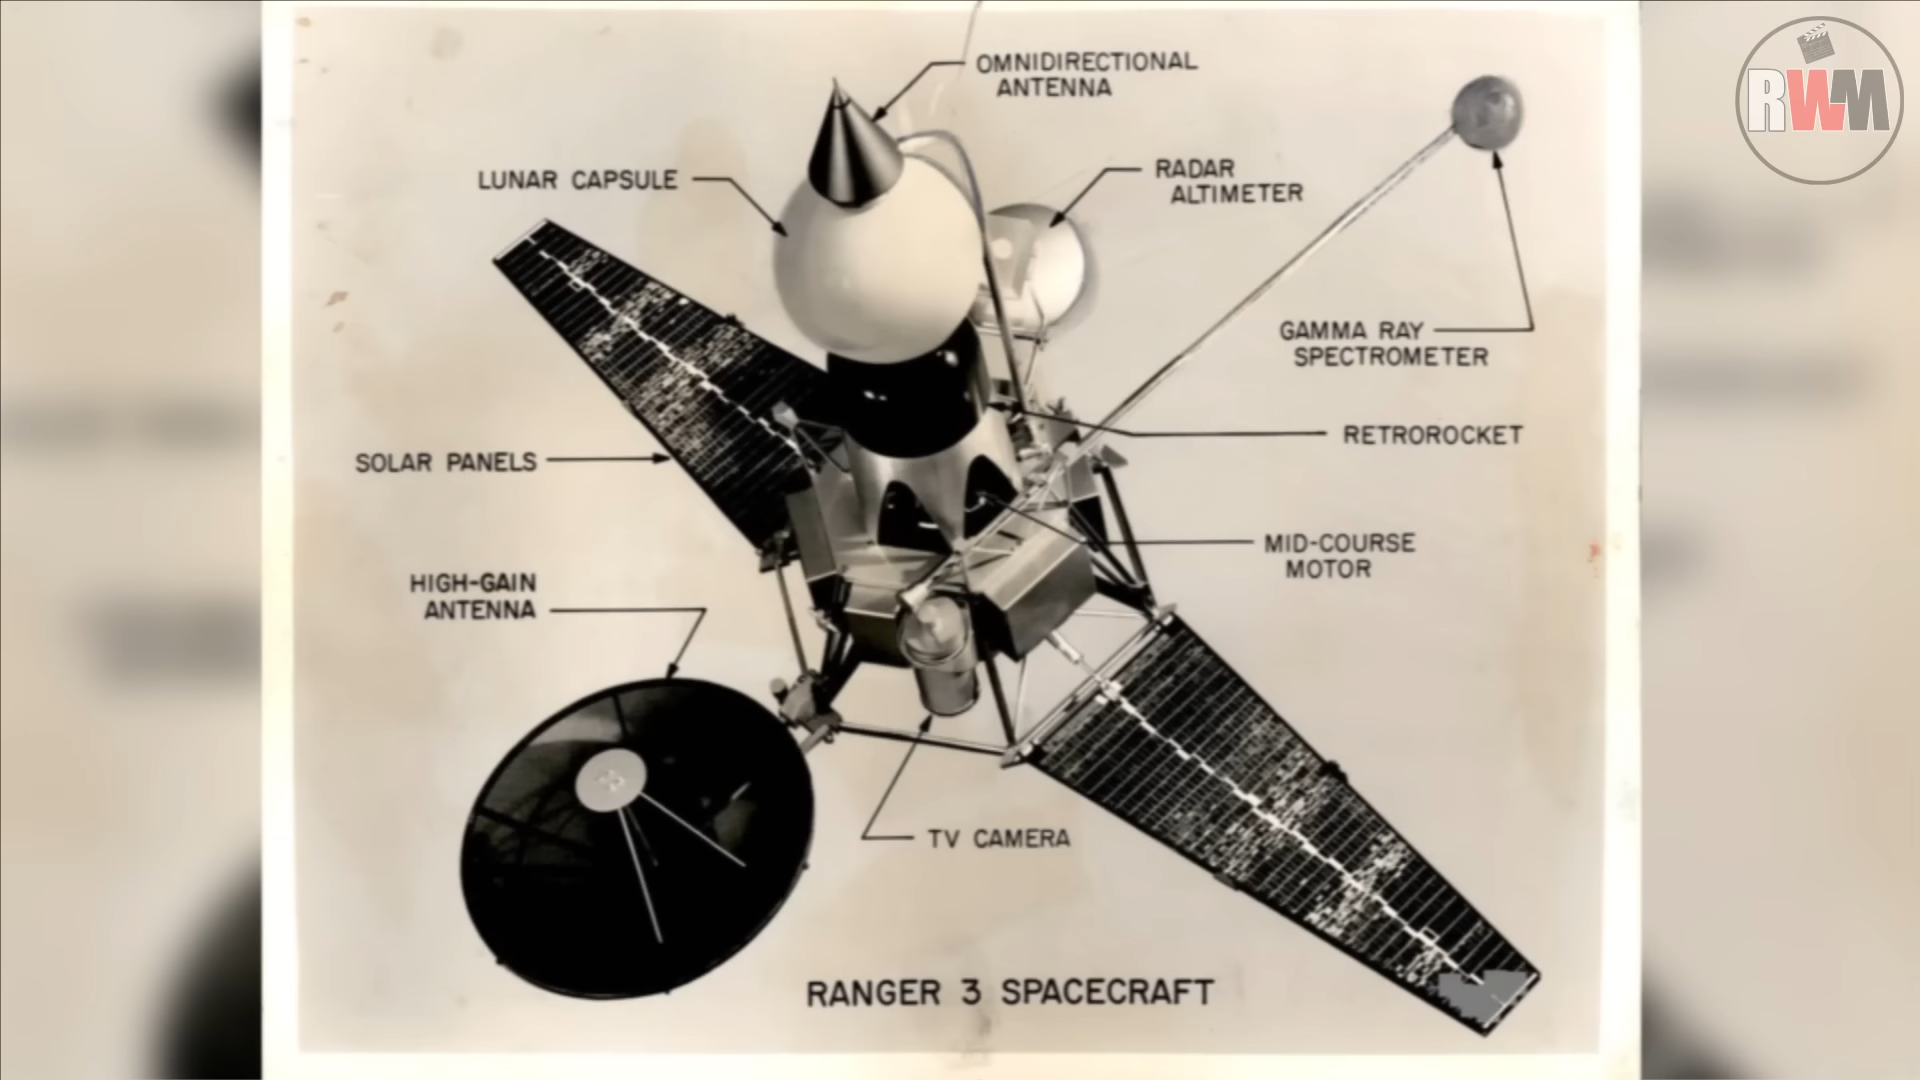 OMNIDIRECTIONAL
ANTENNA
RWM
LUNAR CAPSULE
RADAR
ALTIMETER
GAMMA RAY
SPECTROMETER
SOLAR PANELS
RETROROCKET
HIGH-GAIN
ANTENNA
MID-COURSE
MOTOR
TV CAMERA
RANGER 3 SPACECRAFT